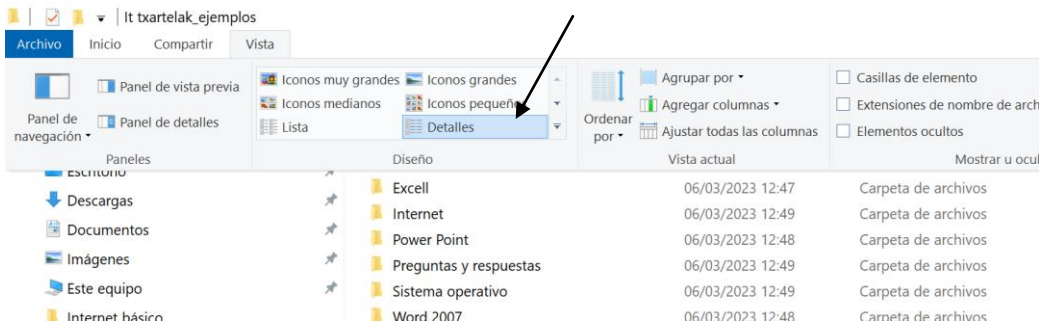 It txartelak_ejemplos
Archivo Inicio Compartir Vista
Panel de navegación
Panel de vista previa
Panel de detalles
Paneles
Iconos muy grandes Iconos grandes
Iconos medianos Iconos pequeño
Lista Detalles
Diseño
Ordenar por
Agrupar por
Agregar columnas
Ajustar todas las columnas
Vista actual
Casillas de elemento
Extensiones de nombre de arch
Elementos ocultos
Mostrar u ocul
Escritorio
Descargas
Documentos
Imágenes
Este equipo
Internet básico
Excell 06/03/2023 12:47 Carpeta de archivos
Internet 06/03/2023 12:49 Carpeta de archivos
Power Point 06/03/2023 12:48 Carpeta de archivos
Preguntas y respuestas 06/03/2023 12:49 Carpeta de archivos
Sistema operativo 06/03/2023 12:49 Carpeta de archivos
Word 2007 06/03/2023 12:48 Carpeta de archivos